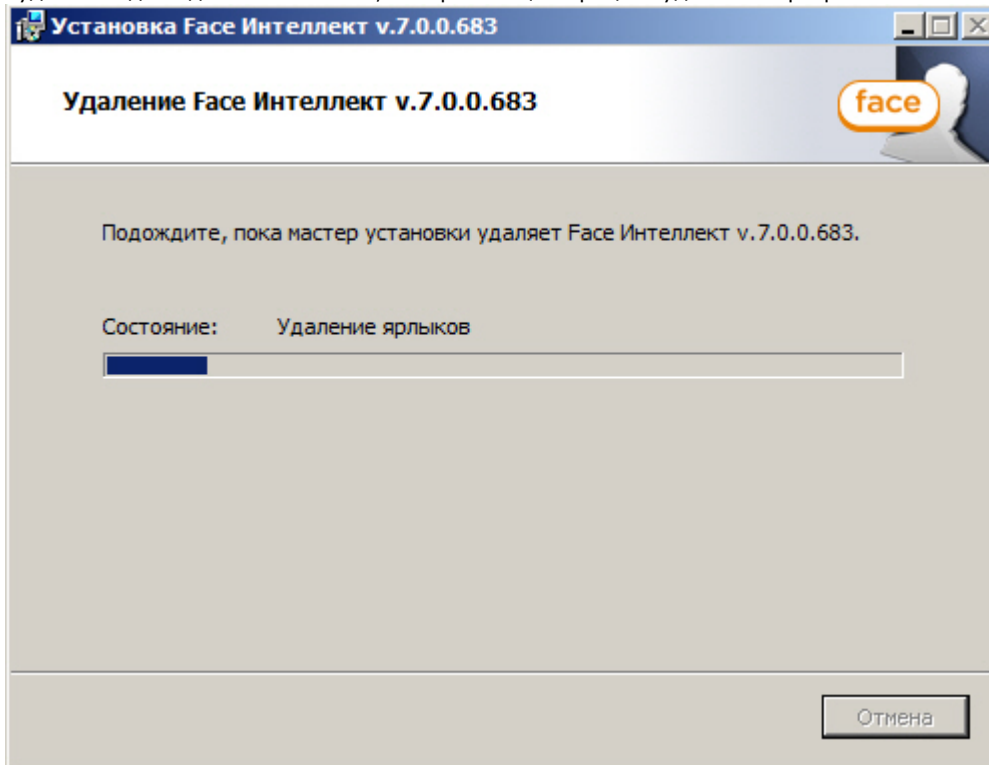 Установка Face Интеллект v.7.0.0.683
Удаление Face Интеллект v.7.0.0.683
face
Подождите, пока мастер установки удаляет Face Интеллект v.7.0.0.683.
Состояние: Удаление ярлыков
Отмена